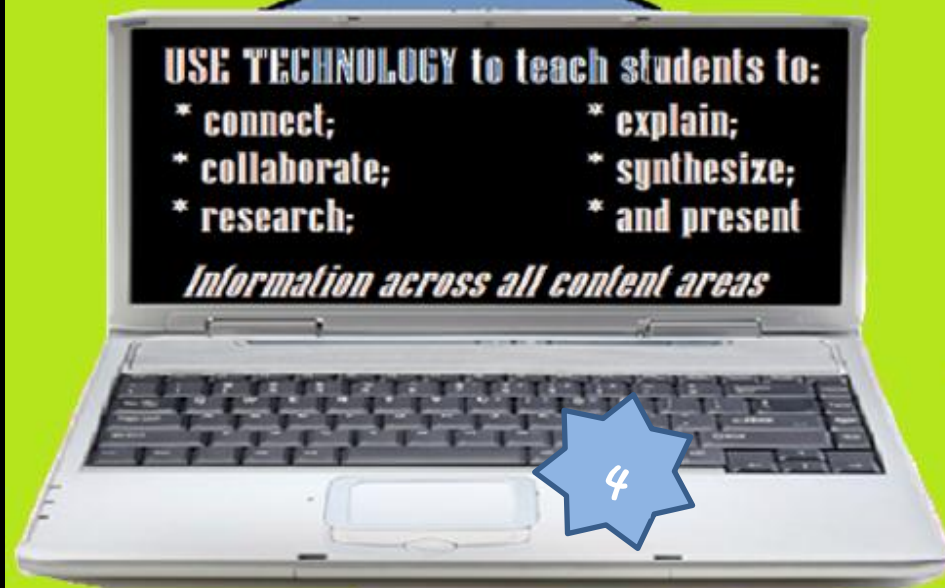 USE TECHNOLOGY to teach students to:
* connect; * explain;
* collaborate; * synthesize;
* research; * and present
Information across all content areas
4